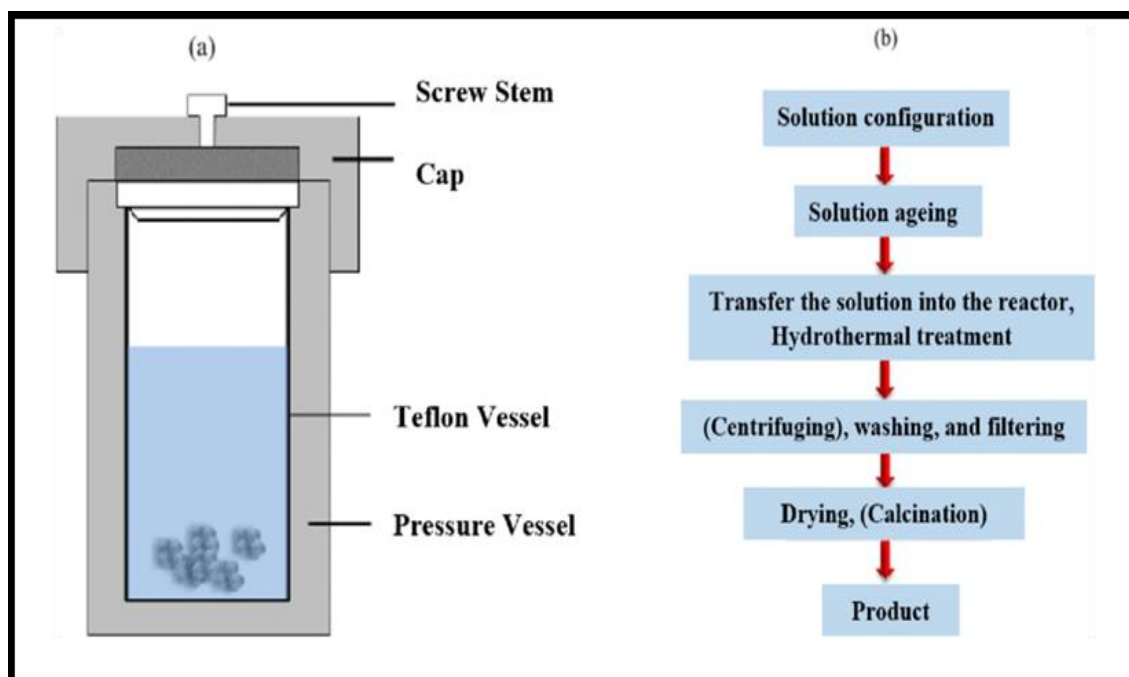 (a)
Screw Stem
Cap
Teflon Vessel
Pressure Vessel
(b)
Solution configuration
Solution ageing
Transfer the solution into the reactor,
Hydrothermal treatment
(Centrifuging), washing, and filtering
Drying, (Calcination)
Product